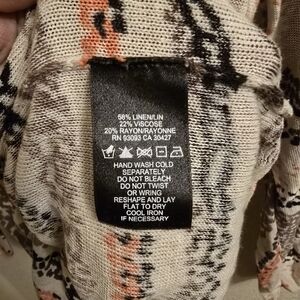 58% LINEN/LIN
22% VISCOSE
20% RAYON/RAYONNE
RN 93093 CA 30427
HAND WASH COLD
SEPARATELY
DO NOT BLEACH
DO NOT TWIST
OR WRING
RESHAPE AND LAY
FLAT TO DRY
COOL IRON
IF NECESSARY